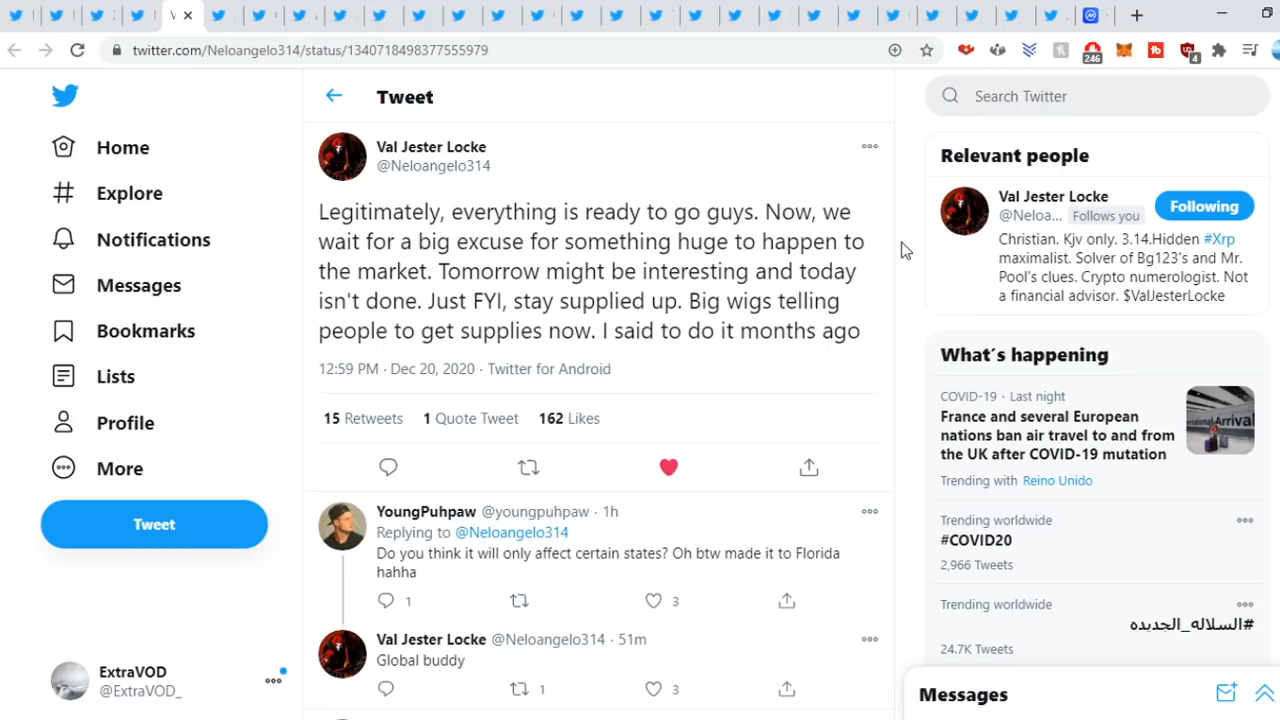 twitter.com/Neloangelo314/status/1340718498377555979
246
4
Home
Explore
Notifications
Messages
Bookmarks
Lists
Profile
More
Tweet
ExtraVOD
@ExtraVOD_
Tweet
Val Jester Locke
@Neloangelo314
Legitimately, everything is ready to go guys. Now, we
wait for a big excuse for something huge to happen to
the market. Tomorrow might be interesting and today
isn't done. Just FYI, stay supplied up. Big wigs telling
people to get supplies now. I said to do it months ago
12:59 PM · Dec 20, 2020 · Twitter for Android
15 Retweets 1 Quote Tweet 162 Likes
YoungPuhpaw @youngpuhpaw · 1h
Replying to @Neloangelo314
Do you think it will only affect certain states? Oh btw made it to Florida
hahha
1 3
Val Jester Locke @Neloangelo314 · 51m
Global buddy
1 3
Search Twitter
Relevant people
Val Jester Locke
@Neloa... Follows you
Following
Christian. Kjv only. 3.14.Hidden #Xrp
maximalist. Solver of Bg123's and Mr.
Pool's clues. Crypto numerologist. Not
a financial advisor. $ValJesterLocke
What´s happening
COVID-19 · Last night
France and several European
nations ban air travel to and from
the UK after COVID-19 mutation
Trending with Reino Unido
Trending worldwide
#COVID20
2,966 Tweets
Trending worldwide
#السلاله_الجديده
24.7K Tweets
Messages